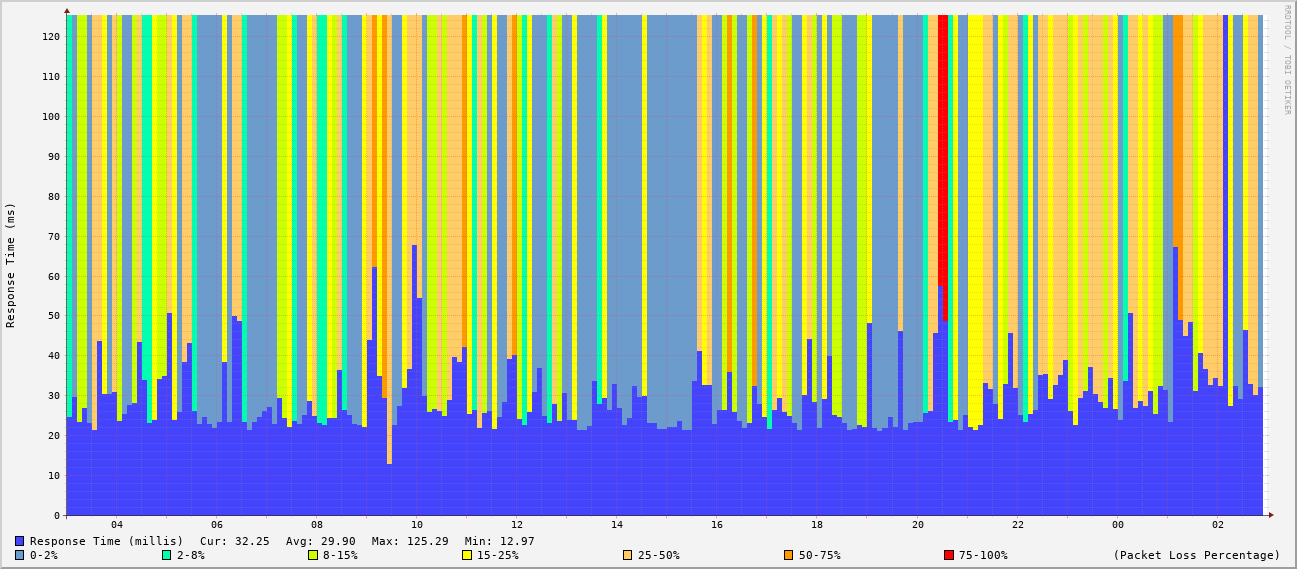 RRDTOOL / TOBI OETIKER
Response Time (ms)
120
110
100
90
80
70
60
50
40
30
20
10
0
04 06 08 10 12 14 16 18 20 22 00 02
Response Time (millis) Cur: 32.25 Avg: 29.90 Max: 125.29 Min: 12.97
0-2% 2-8% 8-15% 15-25% 25-50% 50-75% 75-100% (Packet Loss Percentage)